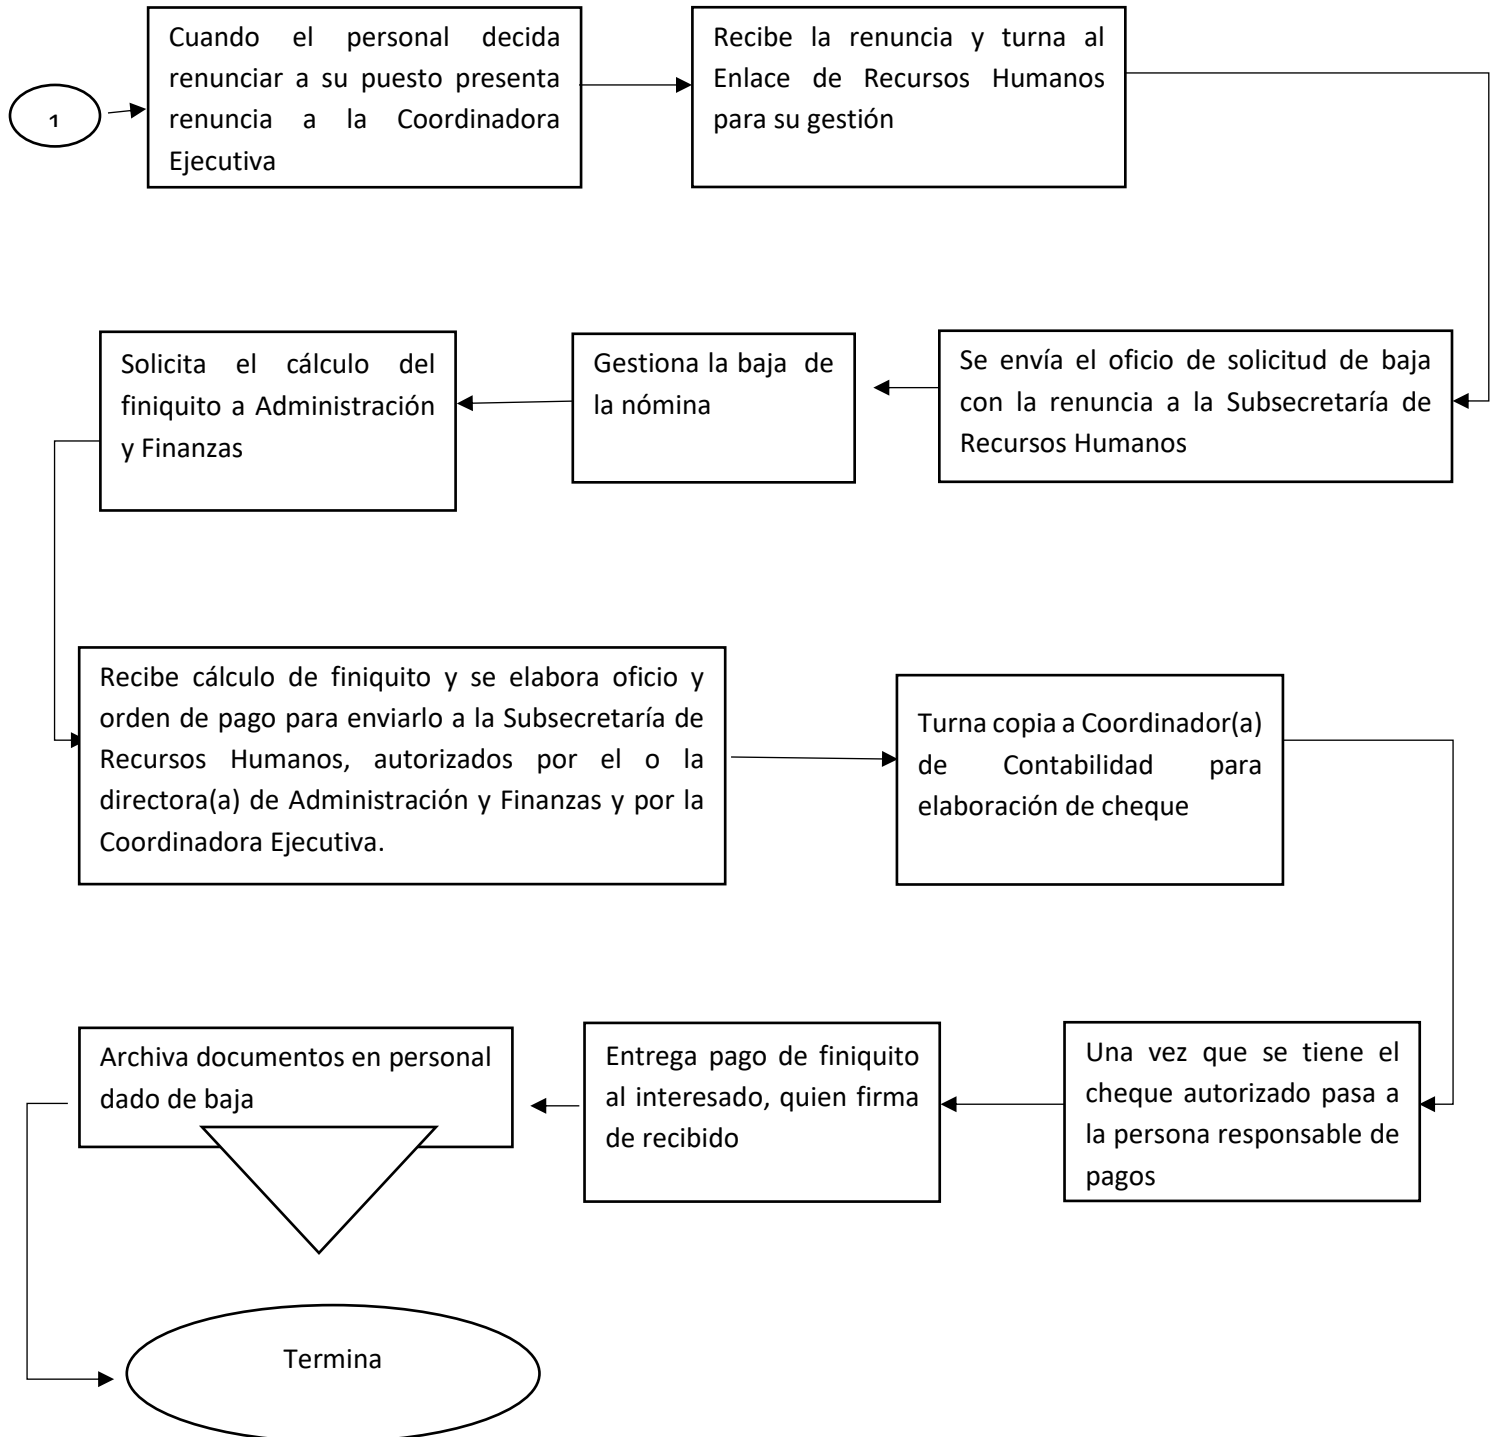 1
Cuando el personal decida
renunciar a su puesto presenta
renuncia a la Coordinadora
Ejecutiva
Recibe la renuncia y turna al
Enlace de Recursos Humanos
para su gestión
Se envía el oficio de solicitud de baja
con la renuncia a la Subsecretaría de
Recursos Humanos
Gestiona la baja de
la nómina
Solicita el cálculo del
finiquito a Administración
y Finanzas
Recibe cálculo de finiquito y se elabora oficio y
orden de pago para enviarlo a la Subsecretaría de
Recursos Humanos, autorizados por el o la
directora(a) de Administración y Finanzas y por la
Coordinadora Ejecutiva.
Turna copia a Coordinador(a)
de Contabilidad para
elaboración de cheque
Una vez que se tiene el
cheque autorizado pasa a
la persona responsable de
pagos
Entrega pago de finiquito
al interesado, quien firma
de recibido
Archiva documentos en personal
dado de baja
Termina